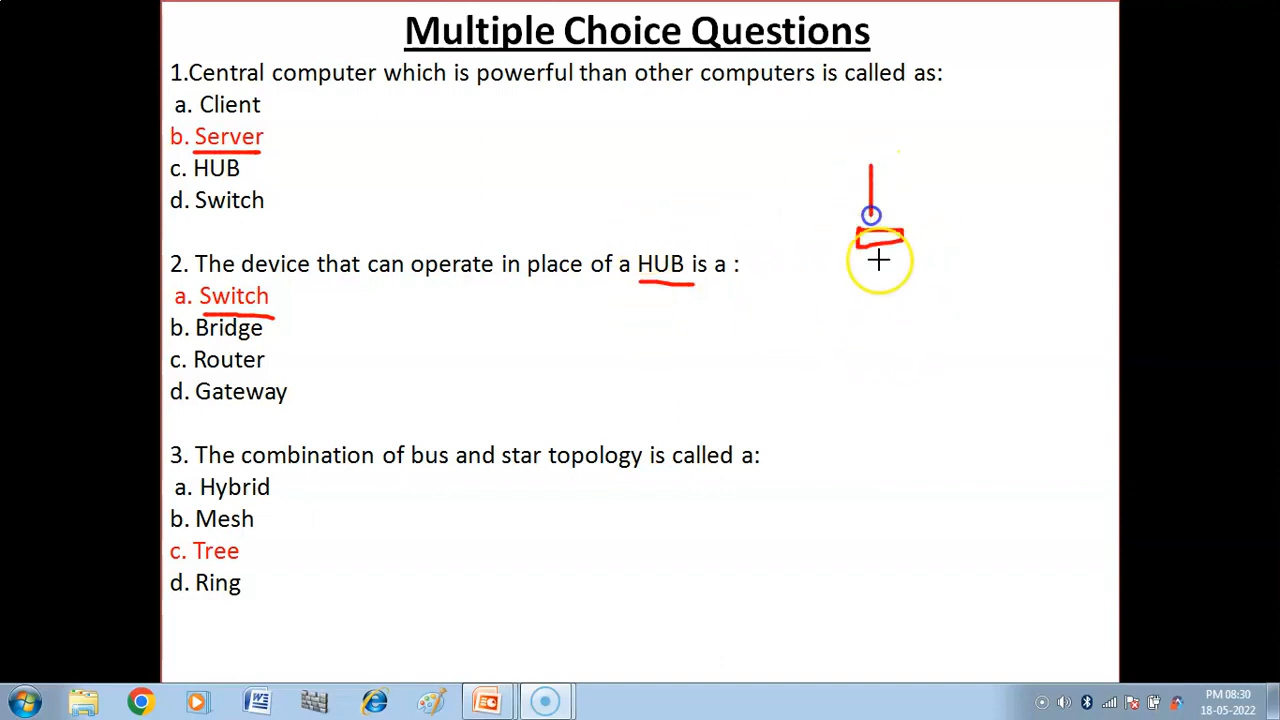 Multiple Choice Questions
1.Central computer which is powerful than other computers is called as:
a. Client
b. Server
c. HUB
d. Switch
2. The device that can operate in place of a HUB is a :
a. Switch
b. Bridge
c. Router
d. Gateway
3. The combination of bus and star topology is called a:
a. Hybrid
b. Mesh
c. Tree
d. Ring
PM 08:30
18-05-2022